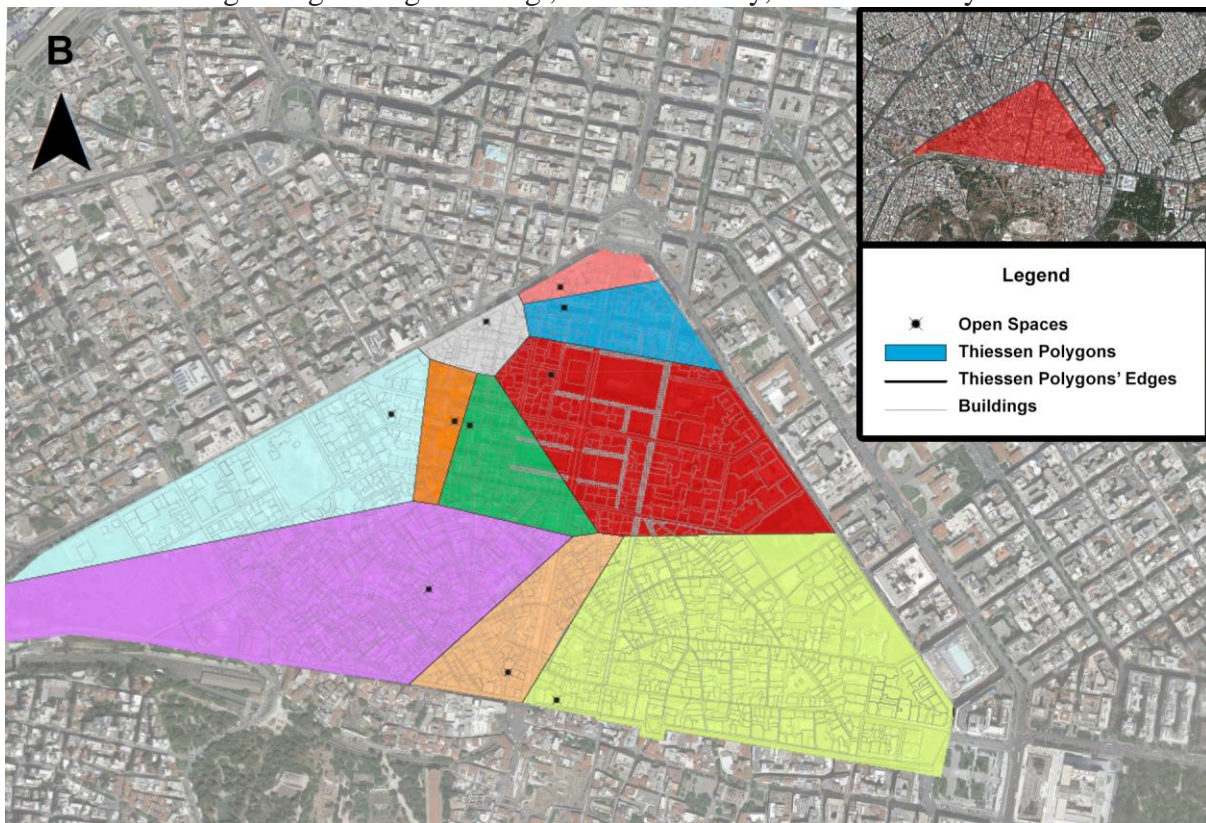 B
Legend
Open Spaces
Thiessen Polygons
Thiessen Polygons' Edges
Buildings